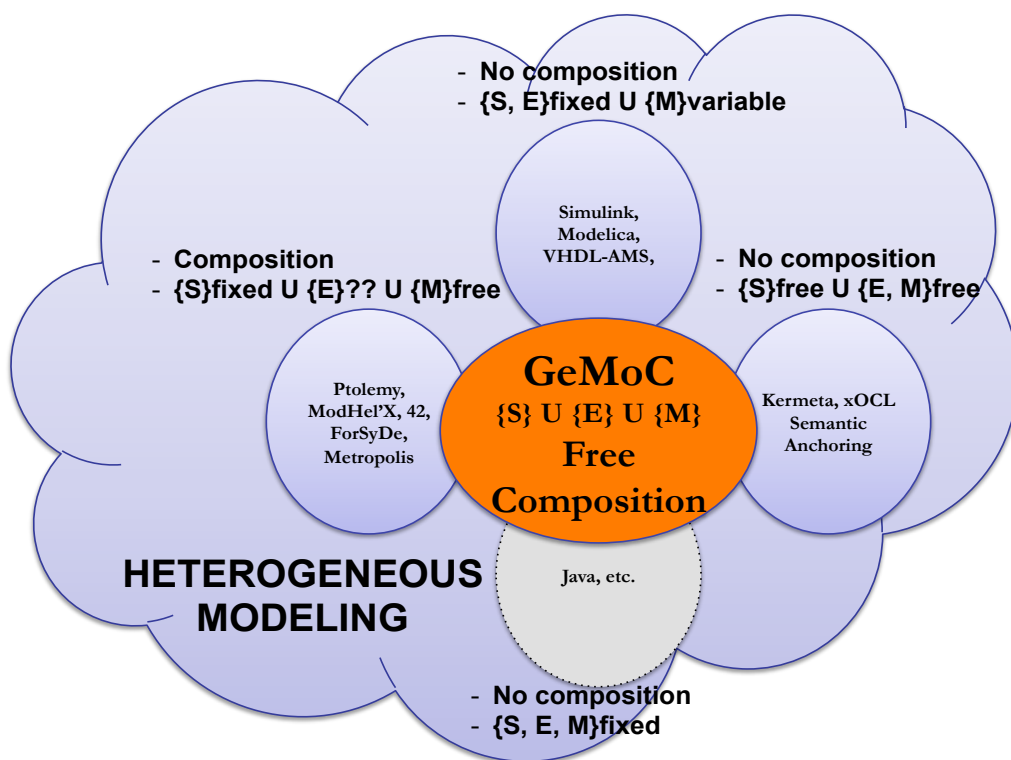 - No composition
- {S, E}fixed U {M}variable
Simulink,
Modelica,
VHDL-AMS,
- Composition
- {S}fixed U {E}?? U {M}free
- No composition
- {S}free U {E, M}free
Ptolemy,
ModHel'X, 42,
ForSyDe,
Metropolis
GeMoC
{S} U {E} U {M}
Free
Composition
Kermeta, xOCL
Semantic
Anchoring
HETEROGENEOUS
MODELING
Java, etc.
- No composition
- {S, E, M}fixed